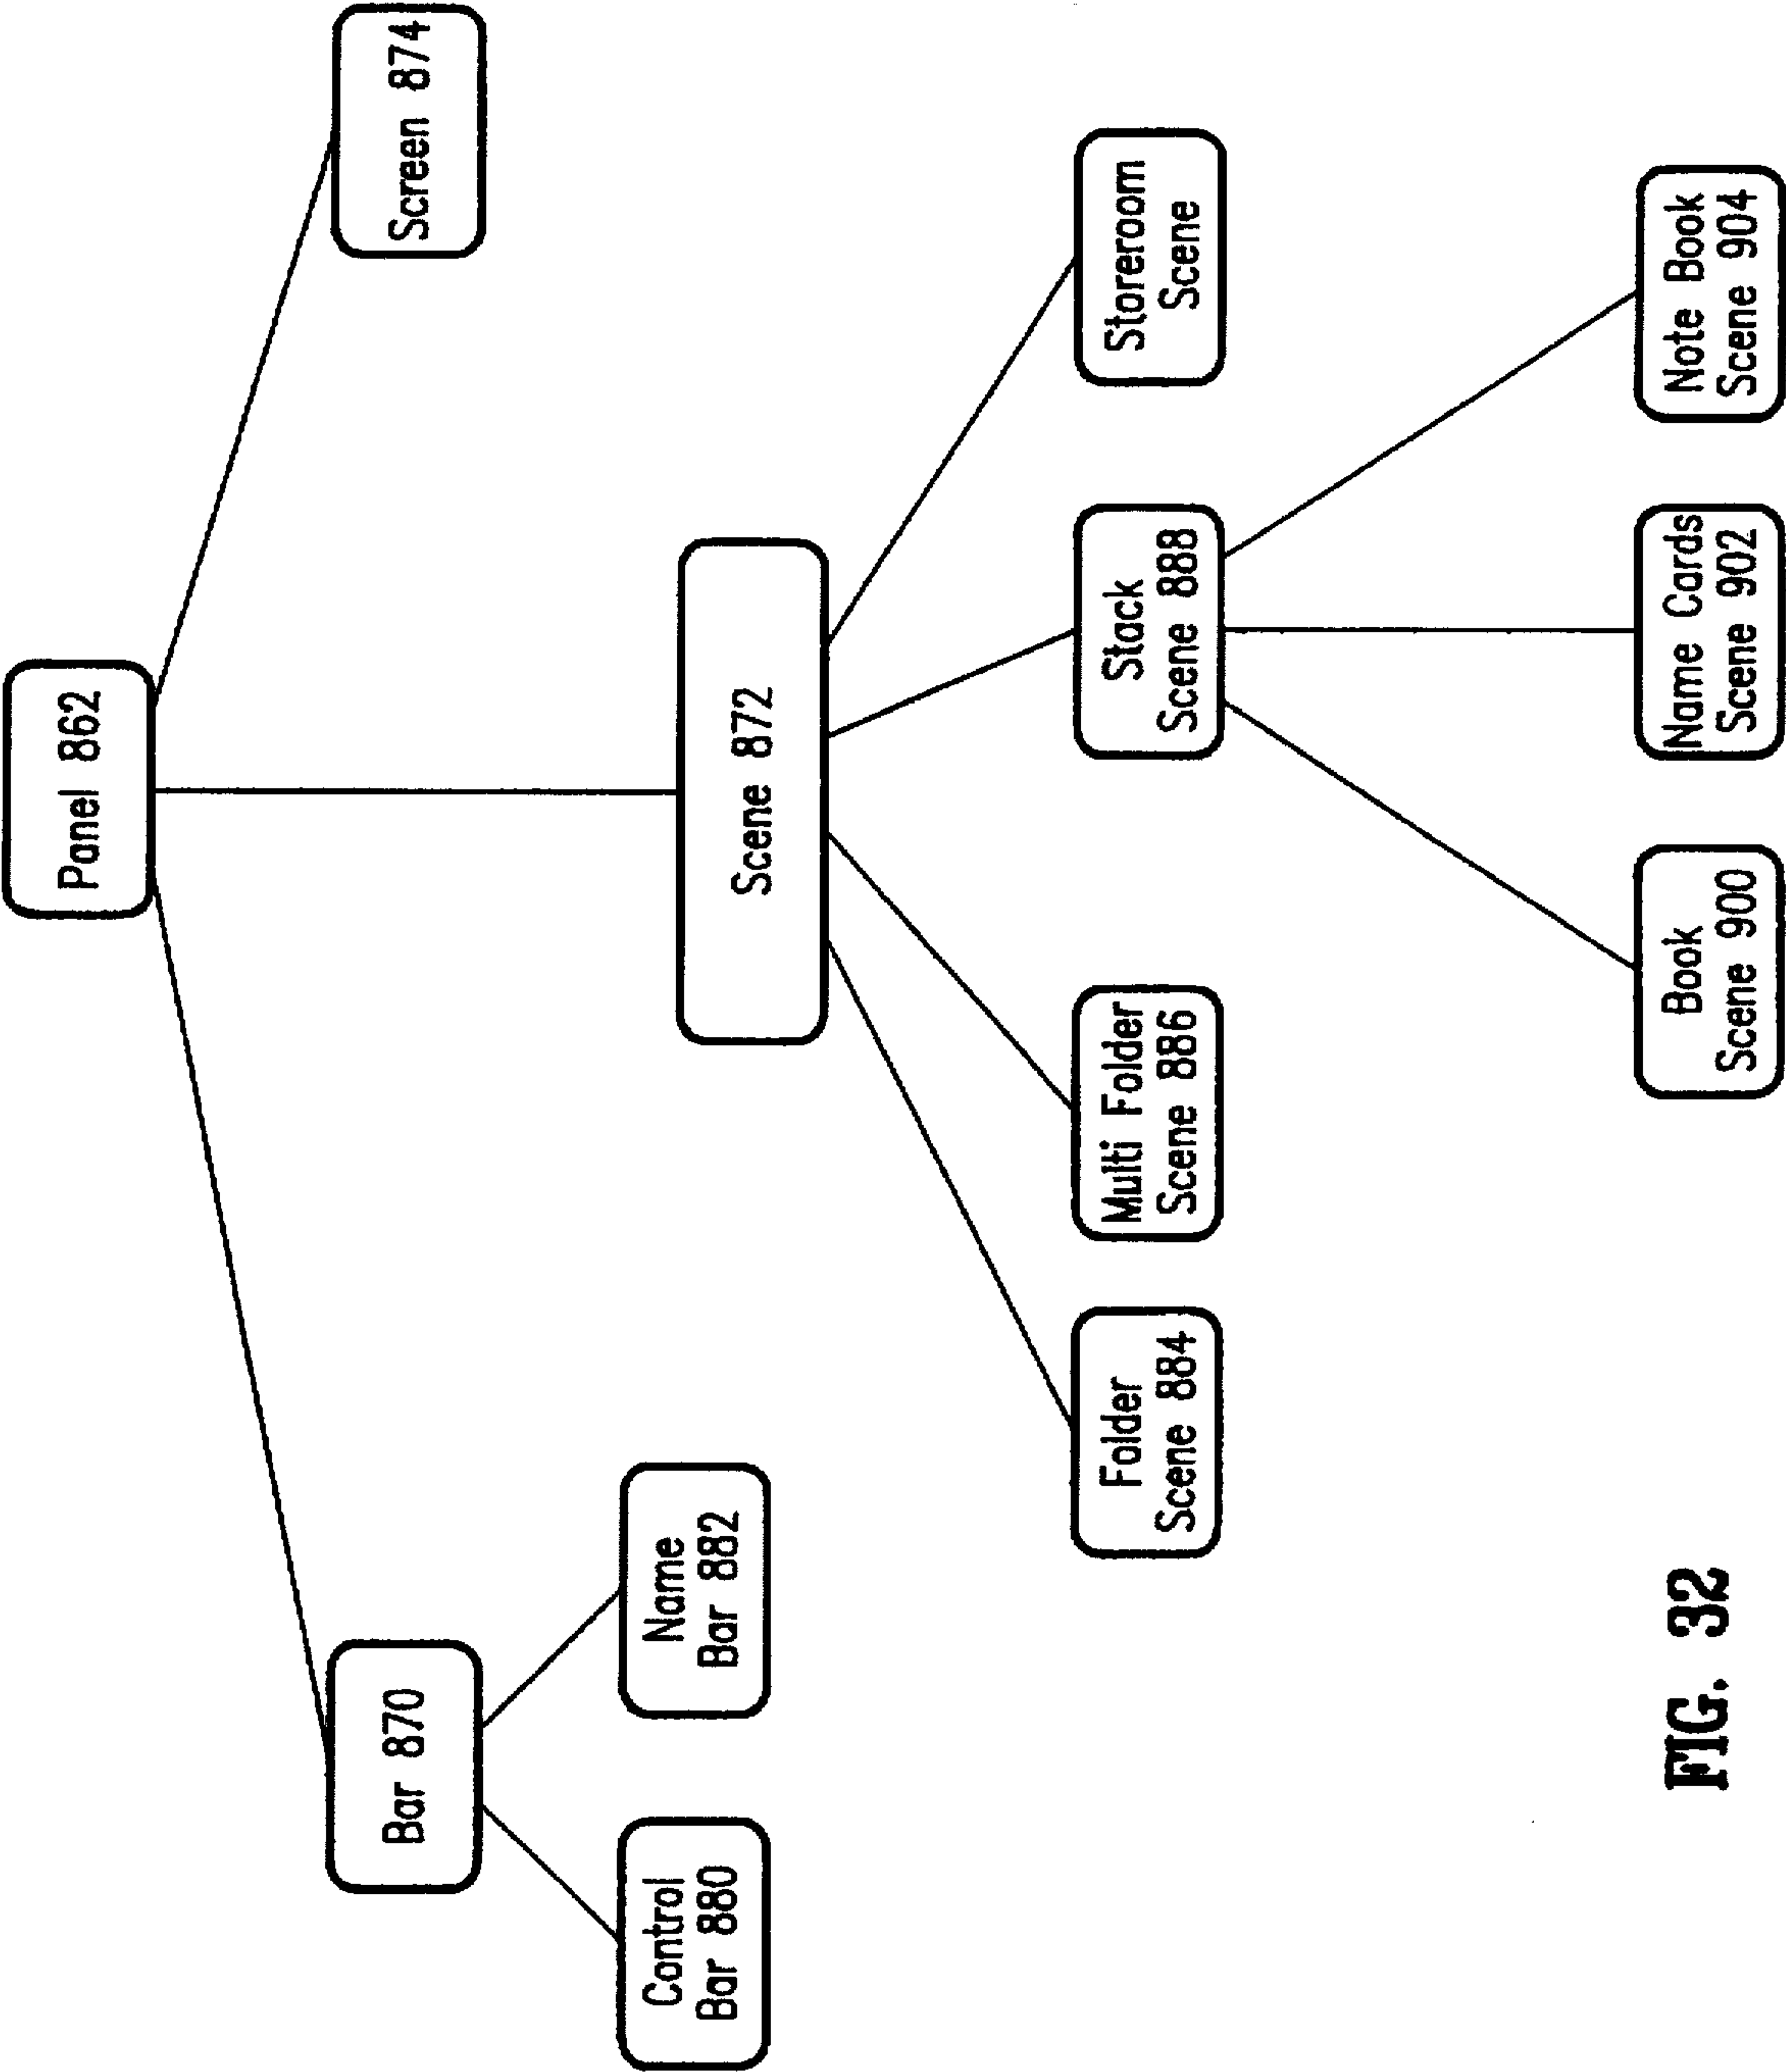 Panel 862
Bar 870
Screen 874
Control
Bar 880
Name
Bar 882
Scene 872
Folder
Scene 884
Multi Folder
Scene 886
Stack
Scene 888
Storeroom
Scene
Book
Scene 900
Name Cards
Scene 902
Note Book
Scene 904
FIG. 32